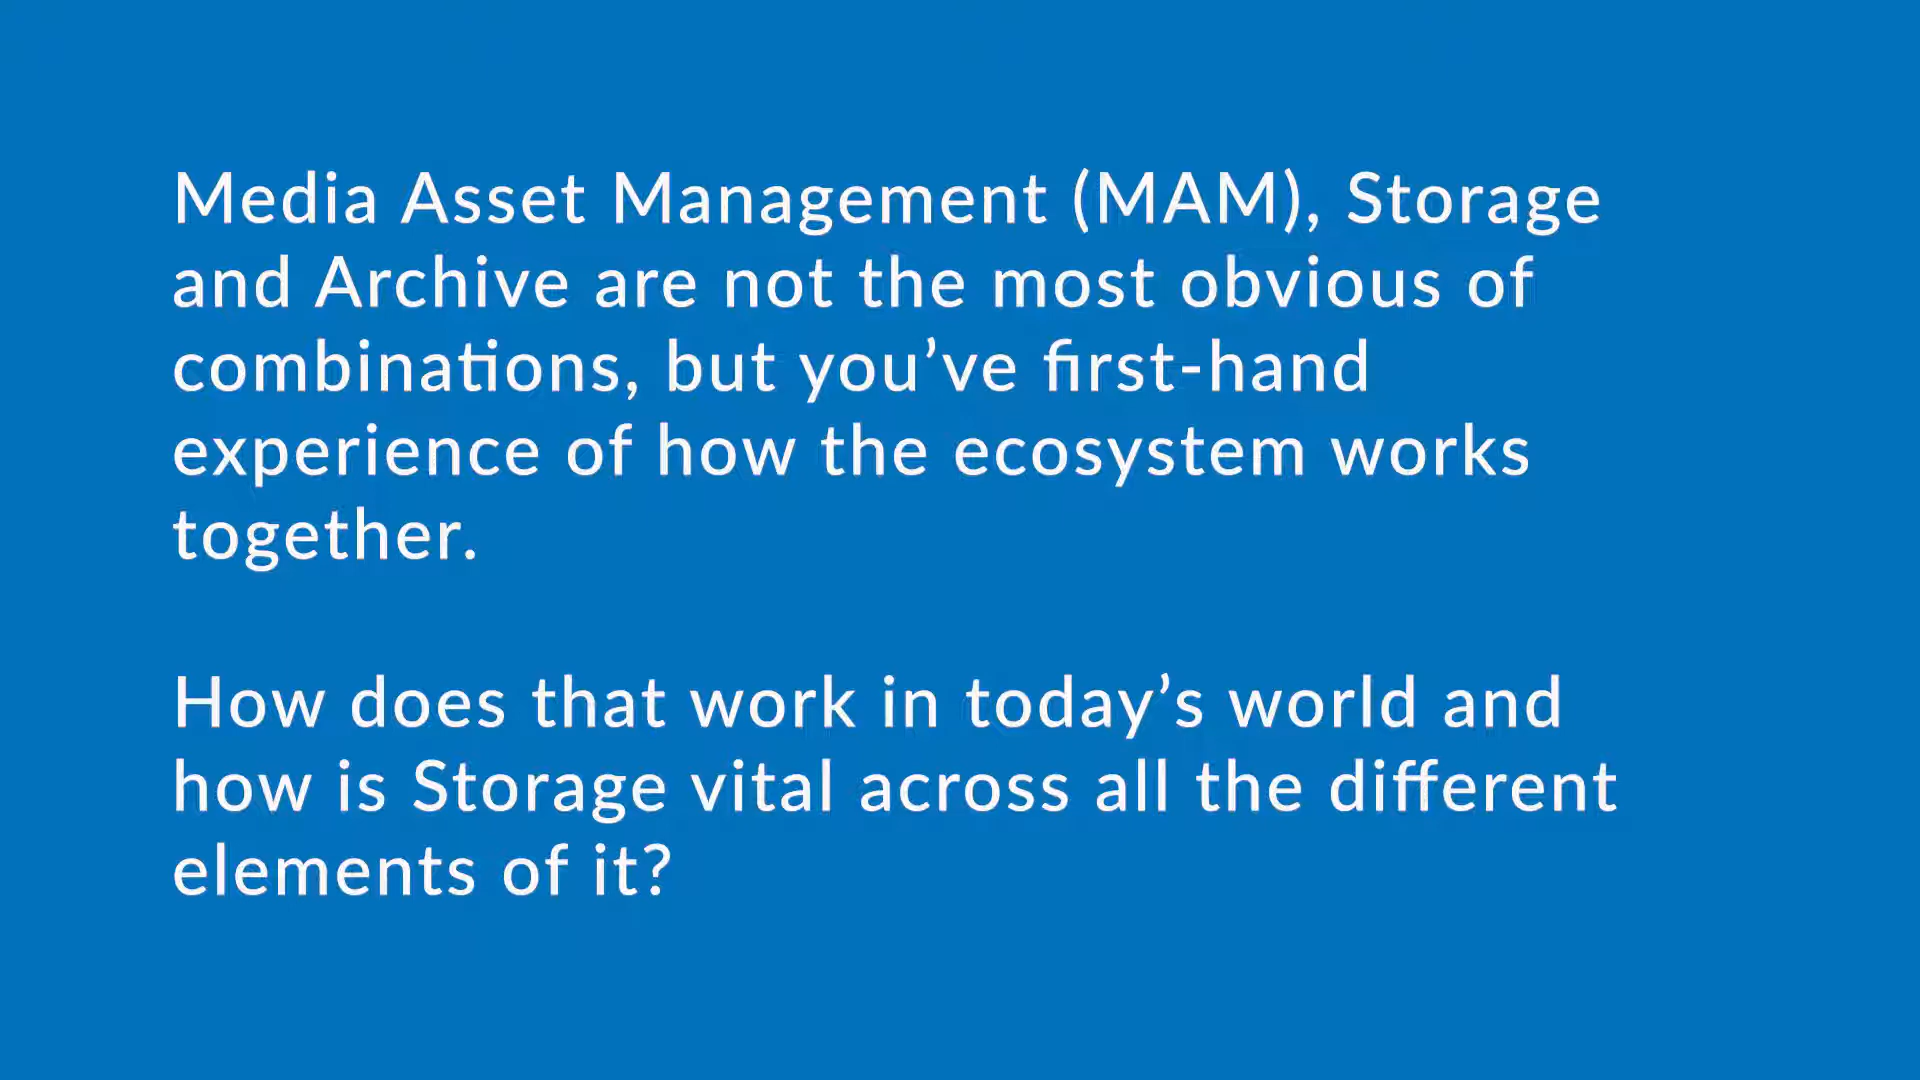 Media Asset Management (MAM), Storage
and Archive are not the most obvious of
combinations, but you’ve first-hand
experience of how the ecosystem works
together.
How does that work in today’s world and
how is Storage vital across all the different
elements of it?